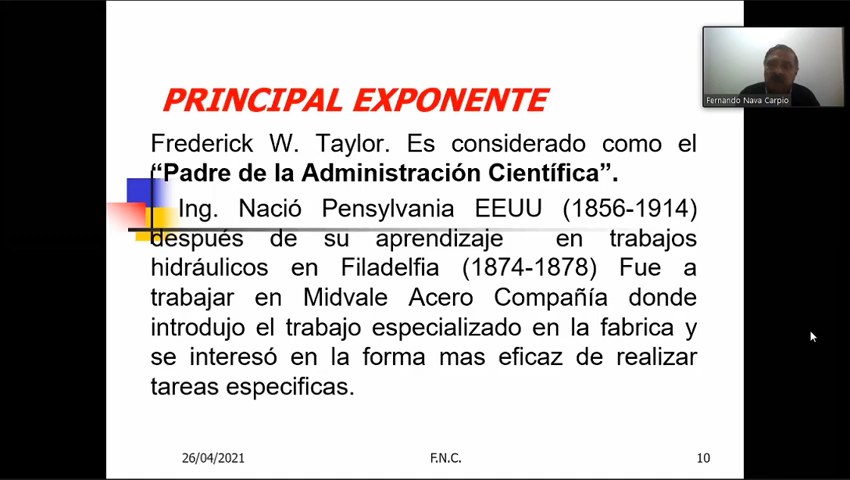 PRINCIPAL EXPONENTE
Fernando Nava Carpio
Frederick W. Taylor. Es considerado como el
“Padre de la Administración Científica”.
Ing. Nació Pensylvania EEUU (1856-1914)
después de su aprendizaje en trabajos
hidráulicos en Filadelfia (1874-1878) Fue a
trabajar en Midvale Acero Compañía donde
introdujo el trabajo especializado en la fabrica y
se interesó en la forma mas eficaz de realizar
tareas especificas.
26/04/2021 F.N.C. 10